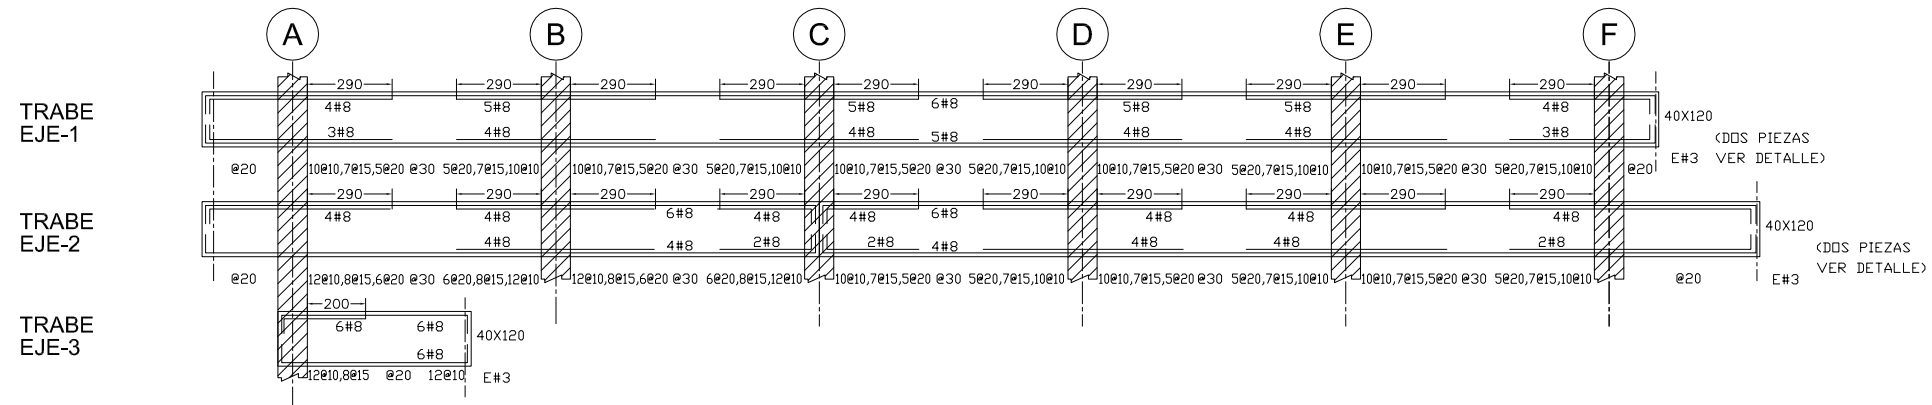 A B C D E F
290 290 290 290 290 290 290 290 290 290
TRABE
EJE-1
4#8 5#8 5#8 6#8 5#8 5#8 4#8
3#8 4#8 4#8 5#8 4#8 4#8 3#8
40X120
(DOS PIEZAS
VER DETALLE)
E#3
@20 10@10,7@15,5@20 @30 5@20,7@15,10@10 10@10,7@15,5@20 @30 5@20,7@15,10@10 10@10,7@15,5@20 @30 5@20,7@15,10@10 10@10,7@15,5@20 @30 5@20,7@15,10@10 10@10,7@15,5@20 @30 5@20,7@15,10@10 @20
290 290 290 290 290 290 290 290 290 290
TRABE
EJE-2
4#8 4#8 6#8 4#8 4#8 6#8 4#8 4#8 4#8
4#8 4#8 2#8 2#8 4#8 4#8 4#8 2#8
40X120
(DOS PIEZAS
VER DETALLE)
E#3
@20 12@10,8@15,6@20 @30 6@20,8@15,12@10 12@10,8@15,6@20 @30 6@20,8@15,12@10 10@10,7@15,5@20 @30 5@20,7@15,10@10 10@10,7@15,5@20 @30 5@20,7@15,10@10 10@10,7@15,5@20 @30 5@20,7@15,10@10 @20
200
TRABE
EJE-3
6#8 6#8
6#8
40X120
12@10,8@15 @20 12@10 E#3